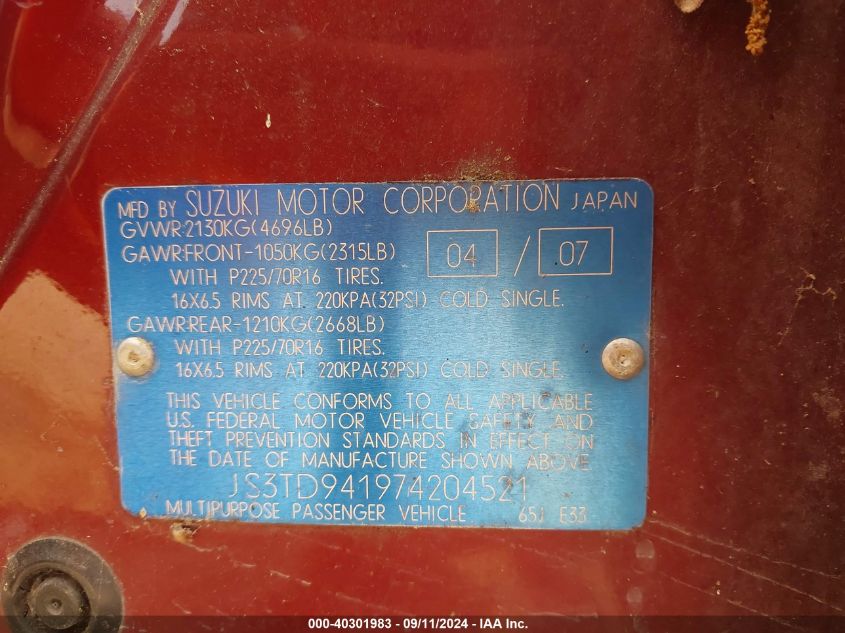 MFD BY SUZUKI MOTOR CORPORATION JAPAN
GVWR:2130KG(4696LB)
GAWR:FRONT-1050KG(2315LB) 04 / 07
WITH P225/70R16 TIRES.
16X6.5 RIMS AT 220KPA(32PSI) COLD SINGLE.
GAWR:REAR-1210KG(2668LB)
WITH P225/70R16 TIRES.
16X6.5 RIMS AT 220KPA(32PSI) COLD SINGLE.
THIS VEHICLE CONFORMS TO ALL APPLICABLE
U.S. FEDERAL MOTOR VEHICLE SAFETY AND
THEFT PREVENTION STANDARDS IN EFFECT ON
THE DATE OF MANUFACTURE SHOWN ABOVE
JS3TD941974204521
MULTIPURPOSE PASSENGER VEHICLE 65J E33
000-40301983 - 09/11/2024 - IAA Inc.